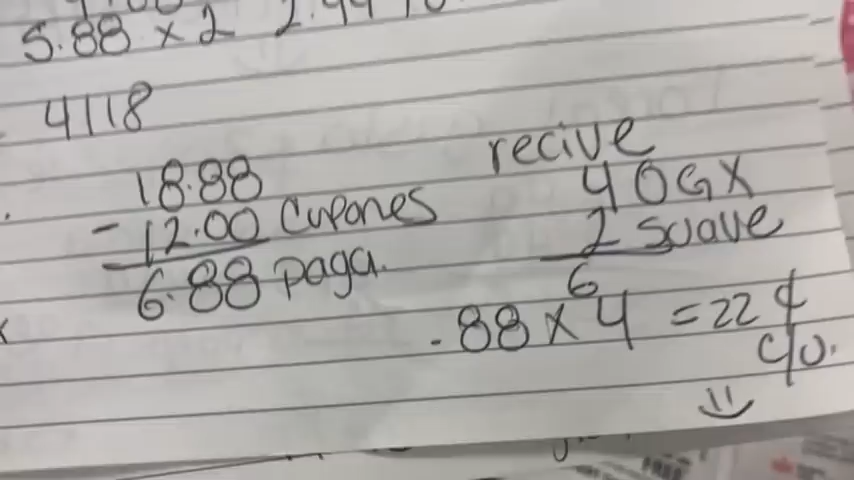 5.88 x 2
4118
18.88
- 12.00 Cupones
6.88 paga.
recive
4 OGX
2 suave
6
.88 x 4 = 22 ¢
c/u.